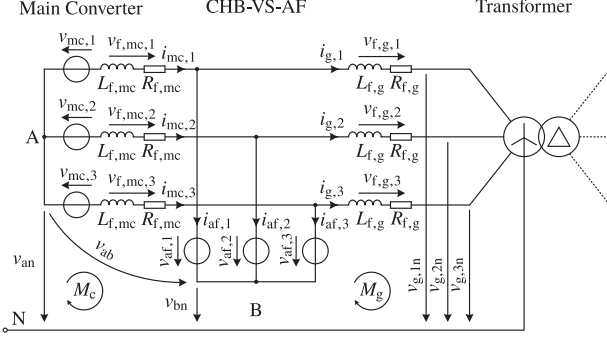 Main Converter CHB-VS-AF Transformer
v_mc,1 v_f,mc,1 i_mc,1 i_g,1 v_f,g,1
L_f,mc R_f,mc L_f,g R_f,g
v_mc,2 v_f,mc,2 i_mc,2 i_g,2 v_f,g,2
A
L_f,mc R_f,mc L_f,g R_f,g
v_mc,3 v_f,mc,3 i_mc,3 i_g,3 v_f,g,3
L_f,mc R_f,mc i_af,1 i_af,2 i_af,3 L_f,g R_f,g
v_an v_ab v_af,1 v_af,2 v_af,3 v_g,1n v_g,2n v_g,3n
M_c v_bn B M_g
N